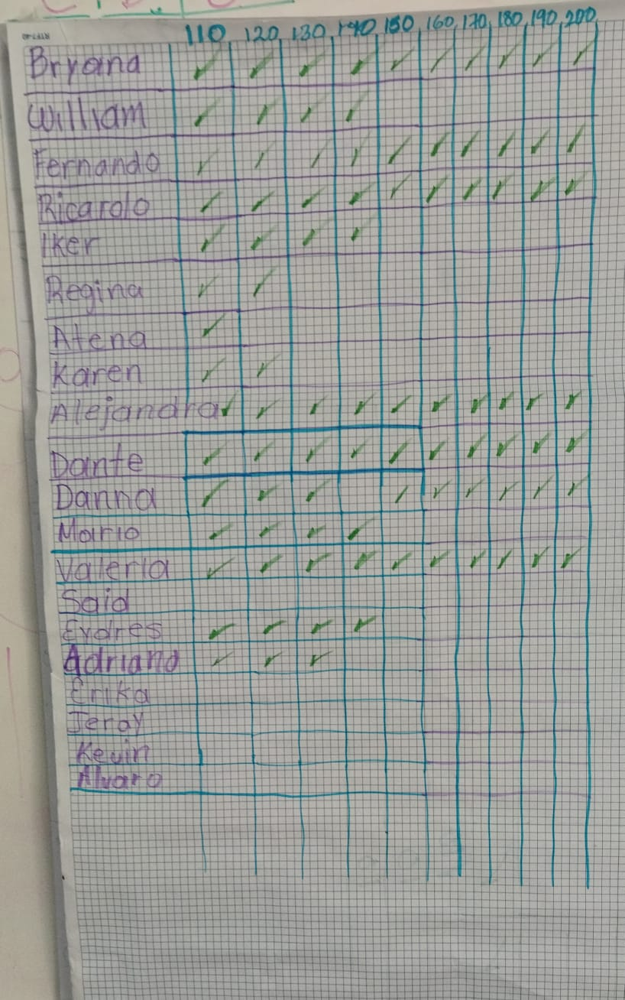 110 120 130 140 150 160 170 180 190 200
Bryana ✓ ✓ ✓ ✓ ✓ ✓ ✓ ✓ ✓ ✓
William ✓ ✓ ✓ ✓
Fernando ✓ ✓ ✓ ✓ ✓ ✓ ✓ ✓ ✓ ✓
Ricardo ✓ ✓ ✓ ✓ ✓ ✓ ✓ ✓ ✓ ✓
Iker ✓ ✓ ✓ ✓
Regina ✓ ✓
Atena ✓
Karen ✓ ✓
Alejandra ✓ ✓ ✓ ✓ ✓ ✓ ✓ ✓ ✓ ✓
Dante ✓ ✓ ✓ ✓ ✓ ✓ ✓ ✓ ✓ ✓
Danna ✓ ✓ ✓ ✓ ✓ ✓ ✓ ✓ ✓
Mario ✓ ✓ ✓ ✓
Valeria ✓ ✓ ✓ ✓ ✓ ✓ ✓ ✓ ✓ ✓
Said
✓ ✓ ✓ ✓
Adriano ✓ ✓ ✓
Erika
Jeray
Kevin
Alvaro